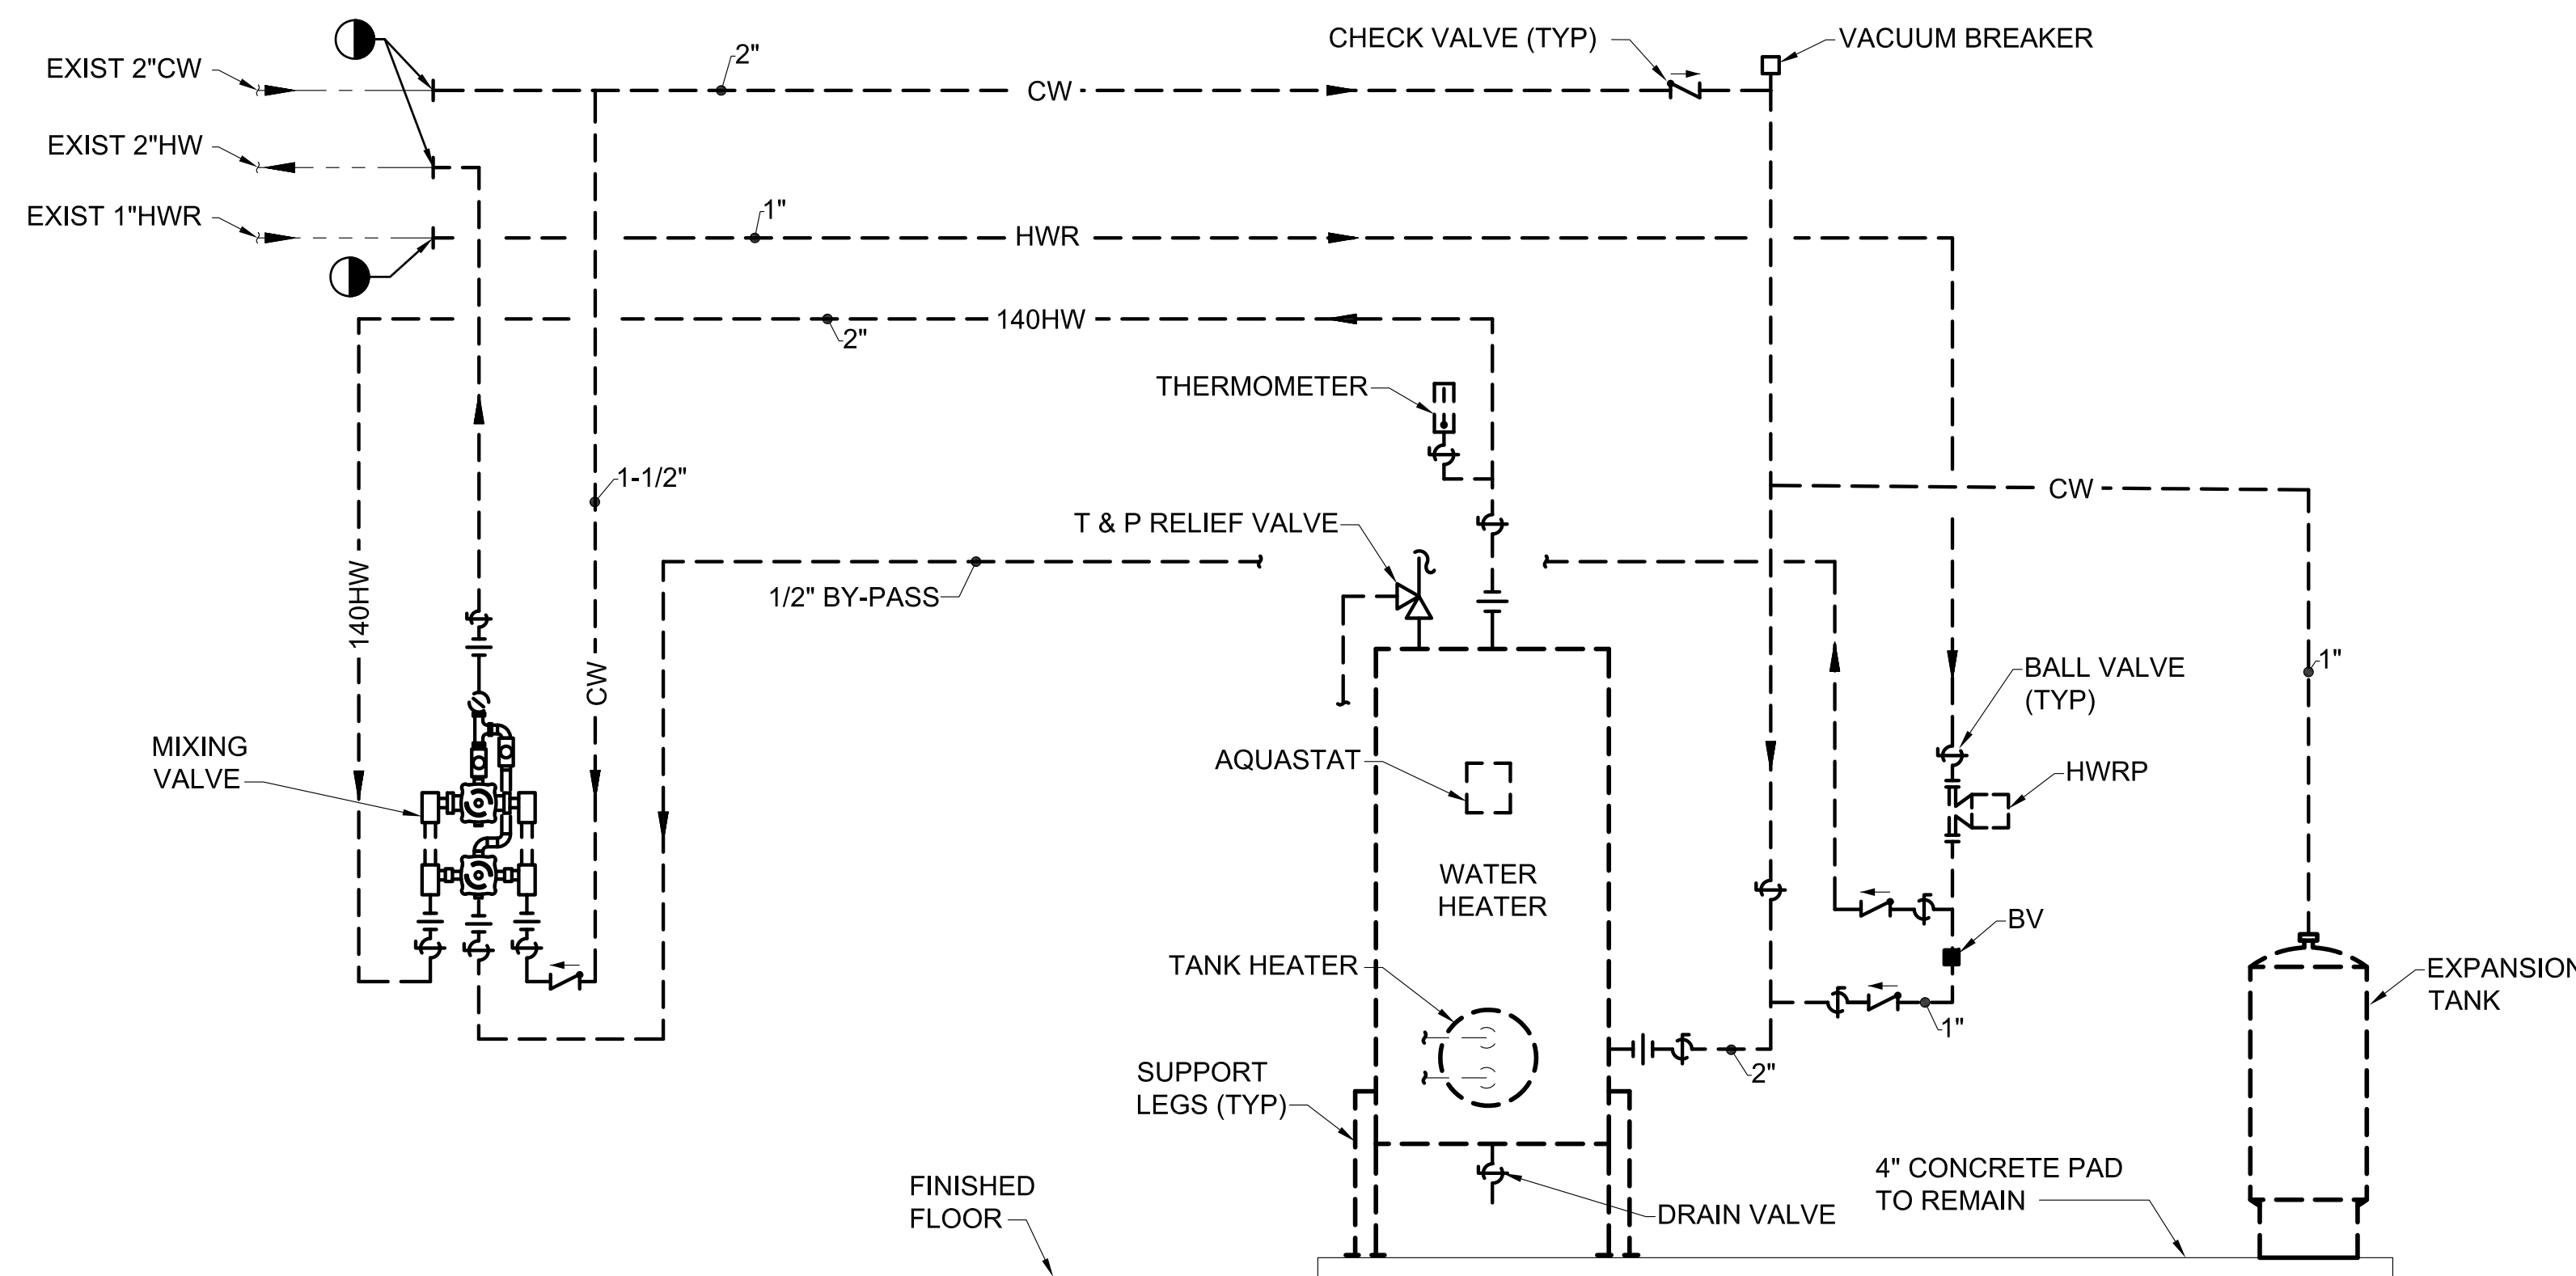 EXIST 2"CW
2"
CW
CHECK VALVE (TYP)
VACUUM BREAKER
EXIST 2"HW
EXIST 1"HWR
1"
HWR
140HW
2"
THERMOMETER
1-1/2"
CW
T & P RELIEF VALVE
1/2" BY-PASS
140HW
CW
1"
BALL VALVE
(TYP)
MIXING
VALVE
AQUASTAT
HWRP
WATER
HEATER
BV
TANK HEATER
EXPANSION
TANK
1"
2"
SUPPORT
LEGS (TYP)
FINISHED
FLOOR
DRAIN VALVE
4" CONCRETE PAD
TO REMAIN